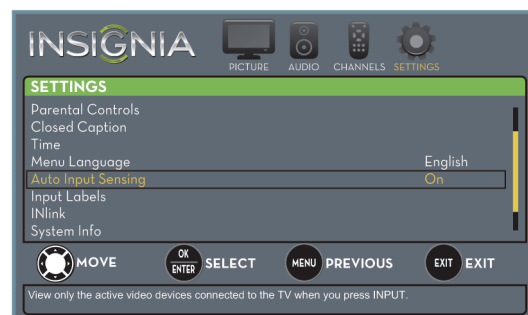 INSIGNIA
PICTURE AUDIO CHANNELS SETTINGS
SETTINGS
Parental Controls
Closed Caption
Time
Menu Language English
Auto Input Sensing On
Input Labels
INlink
System Info
MOVE OK ENTER SELECT MENU PREVIOUS EXIT EXIT
View only the active video devices connected to the TV when you press INPUT.